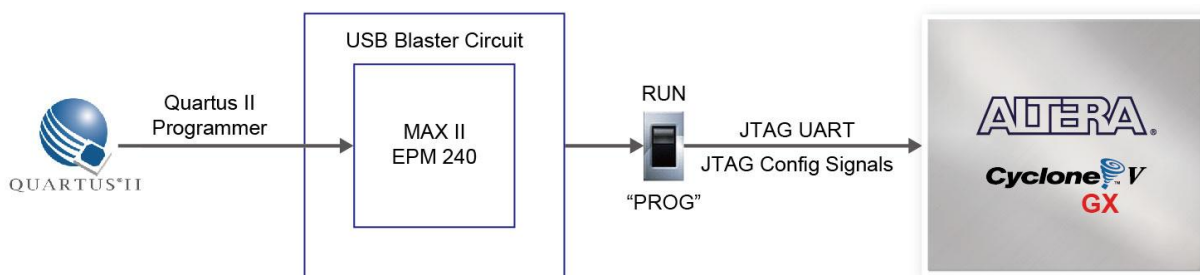 QUARTUS®II
Quartus II
Programmer
USB Blaster Circuit
MAX II
EPM 240
RUN
"PROG"
JTAG UART
JTAG Config Signals
ALTERA®
Cyclone™ V
GX